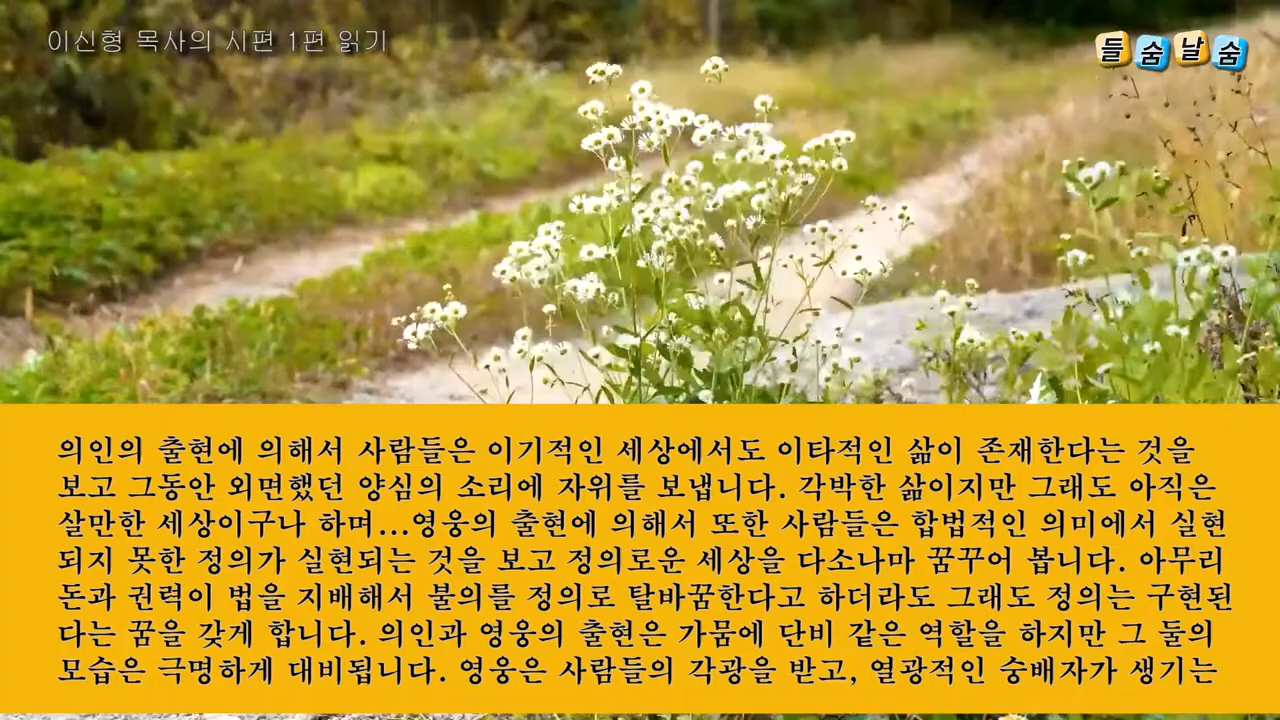 이신형 목사의 시편 1편 읽기
들숨날숨
의인의 출현에 의해서 사람들은 이기적인 세상에서도 이타적인 삶이 존재한다는 것을
보고 그동안 외면했던 양심의 소리에 자위를 보냅니다. 각박한 삶이지만 그래도 아직은
살만한 세상이구나 하며...영웅의 출현에 의해서 또한 사람들은 합법적인 의미에서 실현
되지 못한 정의가 실현되는 것을 보고 정의로운 세상을 다소나마 꿈꾸어 봅니다. 아무리
돈과 권력이 법을 지배해서 불의를 정의로 탈바꿈한다고 하더라도 그래도 정의는 구현된
다는 꿈을 갖게 합니다. 의인과 영웅의 출현은 가뭄에 단비 같은 역할을 하지만 그 둘의
모습은 극명하게 대비됩니다. 영웅은 사람들의 각광을 받고, 열광적인 숭배자가 생기는